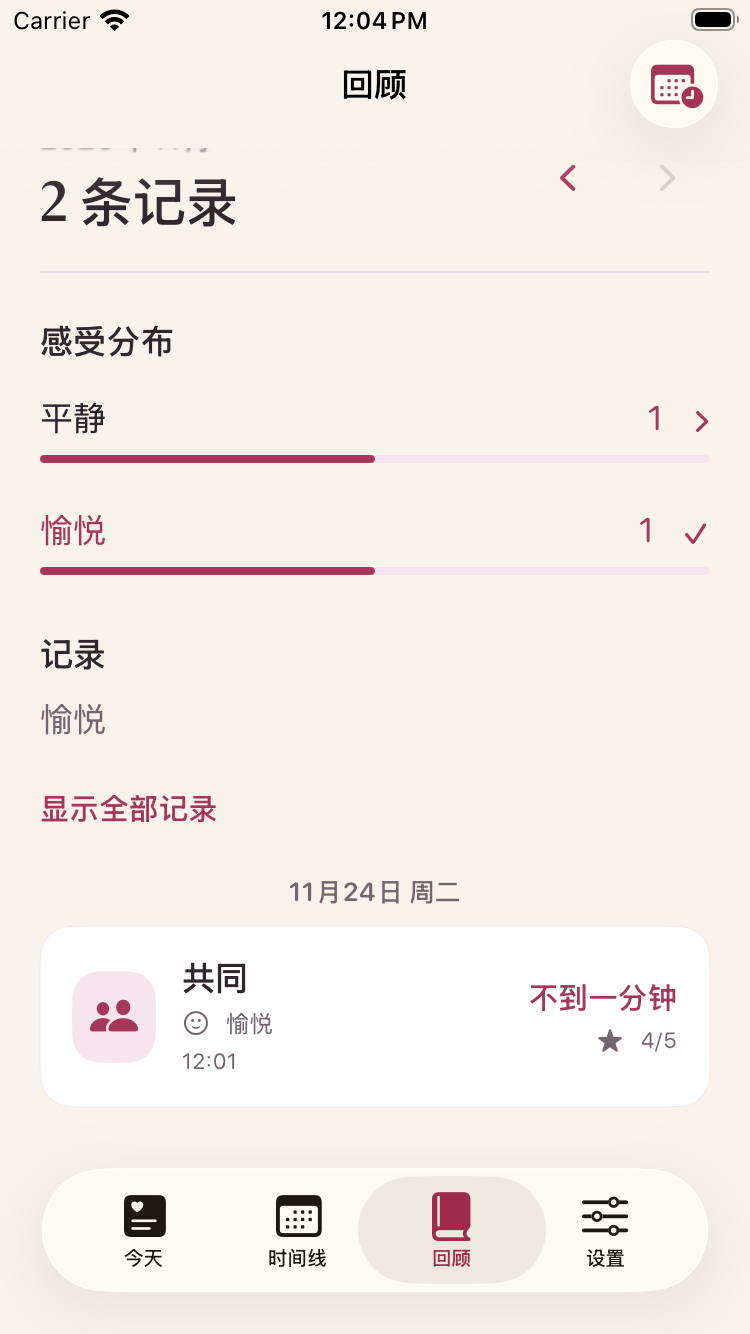 Carrier 12:04 PM
回顾
2 条记录
感受分布
平静 1
愉悦 1
记录
愉悦
显示全部记录
11月24日 周二
共同
愉悦
12:01
不到一分钟
4/5
今天 时间线 回顾 设置